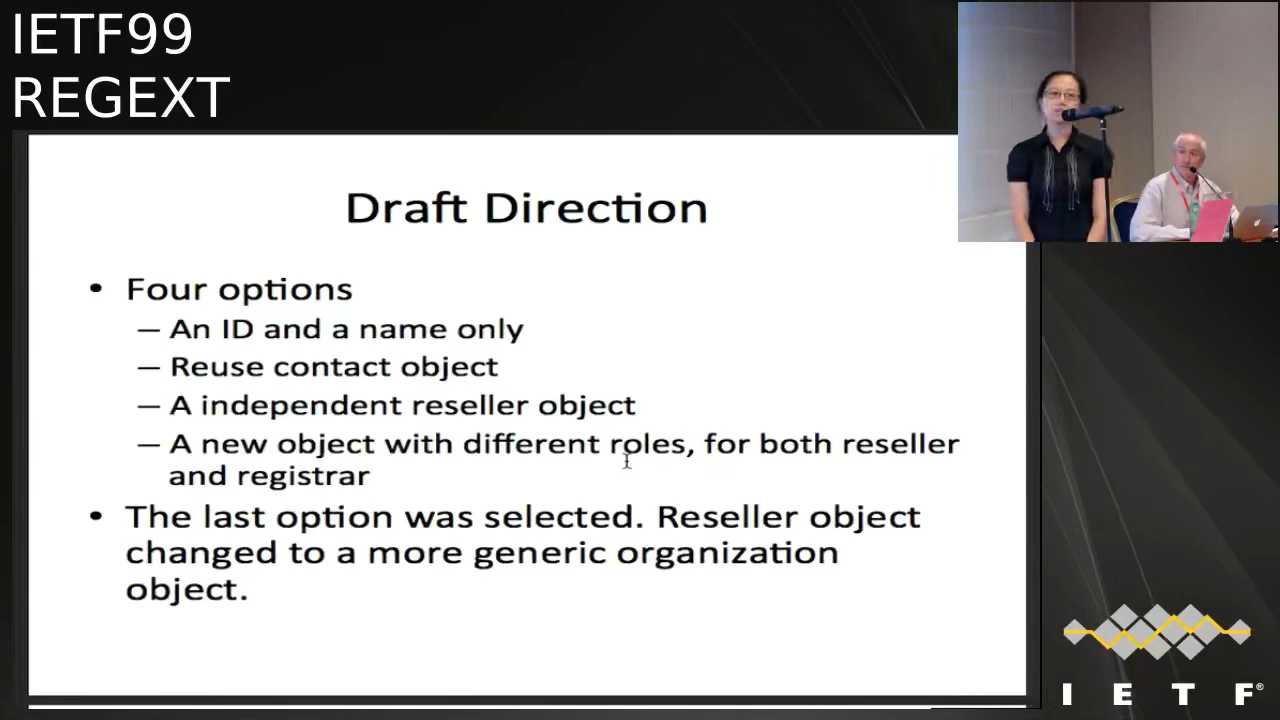 IETF99
REGEXT
Draft Direction
• Four options
– An ID and a name only
– Reuse contact object
– A independent reseller object
– A new object with different roles, for both reseller
and registrar
• The last option was selected. Reseller object
changed to a more generic organization
object.
I E T F®